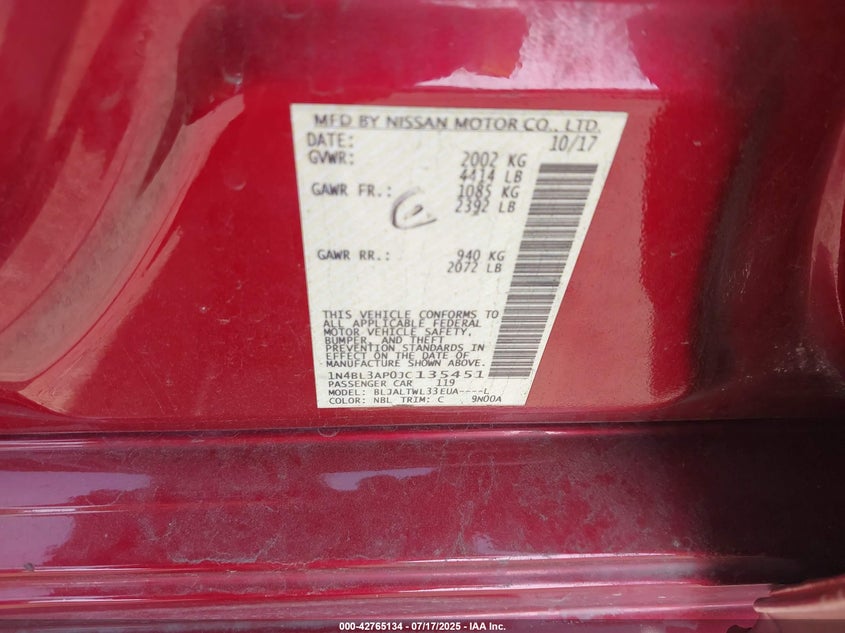 MFD BY NISSAN MOTOR CO., LTD.
DATE: 10/17
GVWR: 2002 KG
4414 LB
GAWR FR.: 1085 KG
2392 LB
GAWR RR.: 940 KG
2072 LB
THIS VEHICLE CONFORMS TO
ALL APPLICABLE FEDERAL
MOTOR VEHICLE SAFETY,
BUMPER, AND THEFT
PREVENTION STANDARDS IN
EFFECT ON THE DATE OF
MANUFACTURE SHOWN ABOVE.
1N4BL3AP0JC135451
PASSENGER CAR 119
MODEL: BLJALTWL33EUA----L
COLOR: NBL TRIM: C 9N00A
000-42765134 / 07/17/2025 - IAA Inc.